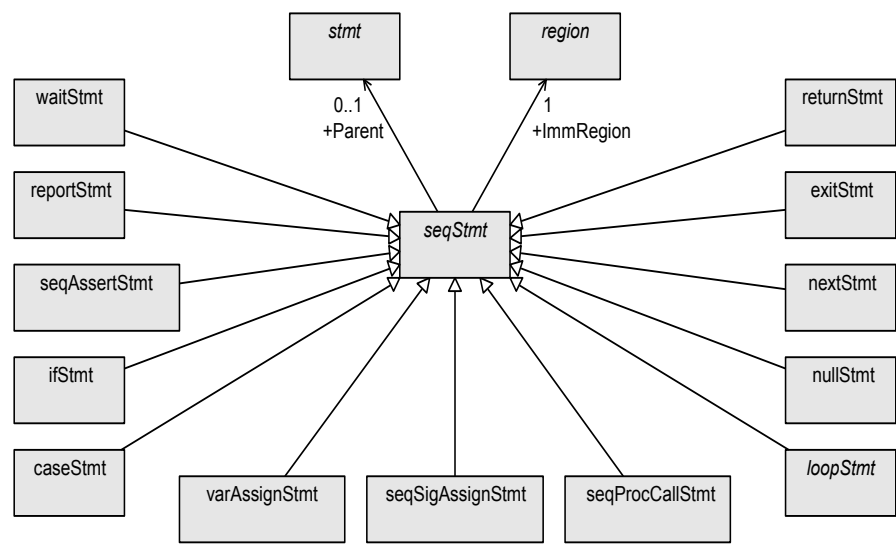 stmt
region
waitStmt
0..1
+Parent
1
+ImmRegion
returnStmt
reportStmt
exitStmt
seqStmt
seqAssertStmt
nextStmt
ifStmt
nullStmt
caseStmt
varAssignStmt
seqSigAssignStmt
seqProcCallStmt
loopStmt